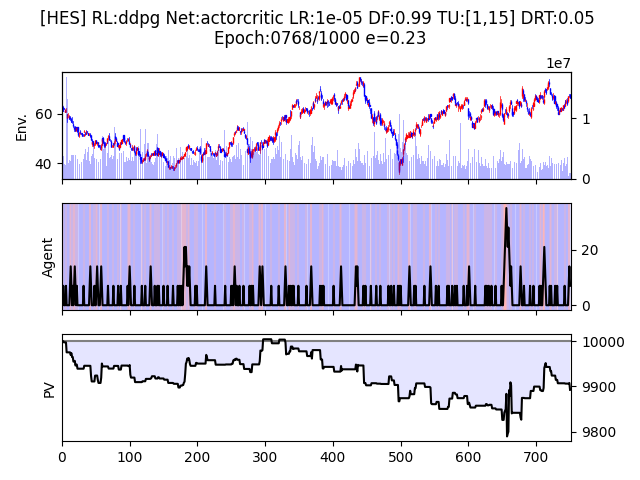 [HES] RL:ddpg Net:actorcritic LR:1e-05 DF:0.99 TU:[1,15] DRT:0.05
Epoch:0768/1000 e=0.23
1e7
Env.
60
40
1
0
Agent
20
0
PV
10000
9900
9800
0 100 200 300 400 500 600 700